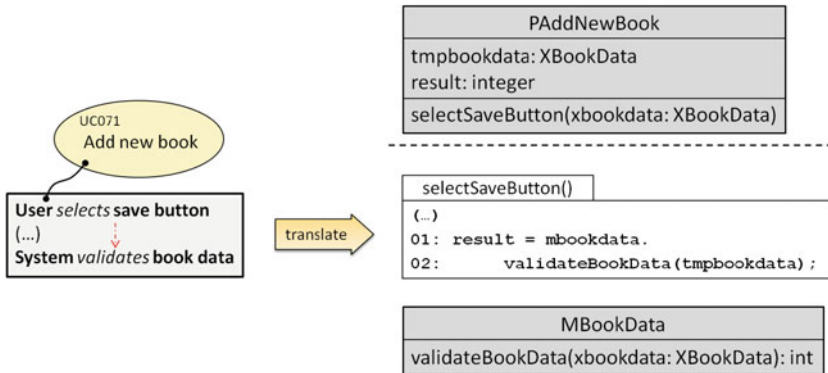 UC071
Add new book
User selects save button
(...)
System validates book data
translate
PAddNewBook
tmpbookdata: XBookData
result: integer
selectSaveButton(xbookdata: XBookData)
selectSaveButton()
(…)
01: result = mbookdata.
02: validateBookData(tmpbookdata);
MBookData
validateBookData(xbookdata: XBookData): int